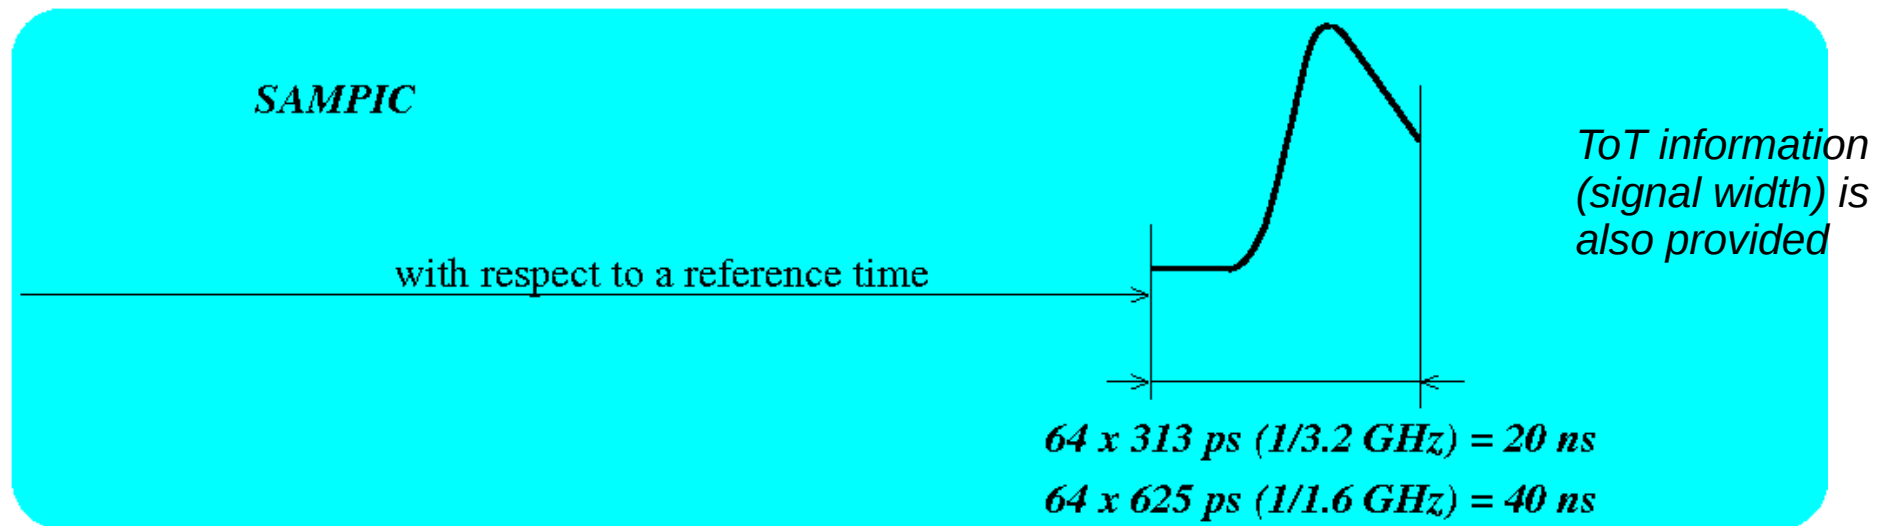 SAMPIC
ToT information
(signal width) is
also provided
with respect to a reference time
64 x 313 ps (1/3.2 GHz) = 20 ns
64 x 625 ps (1/1.6 GHz) = 40 ns